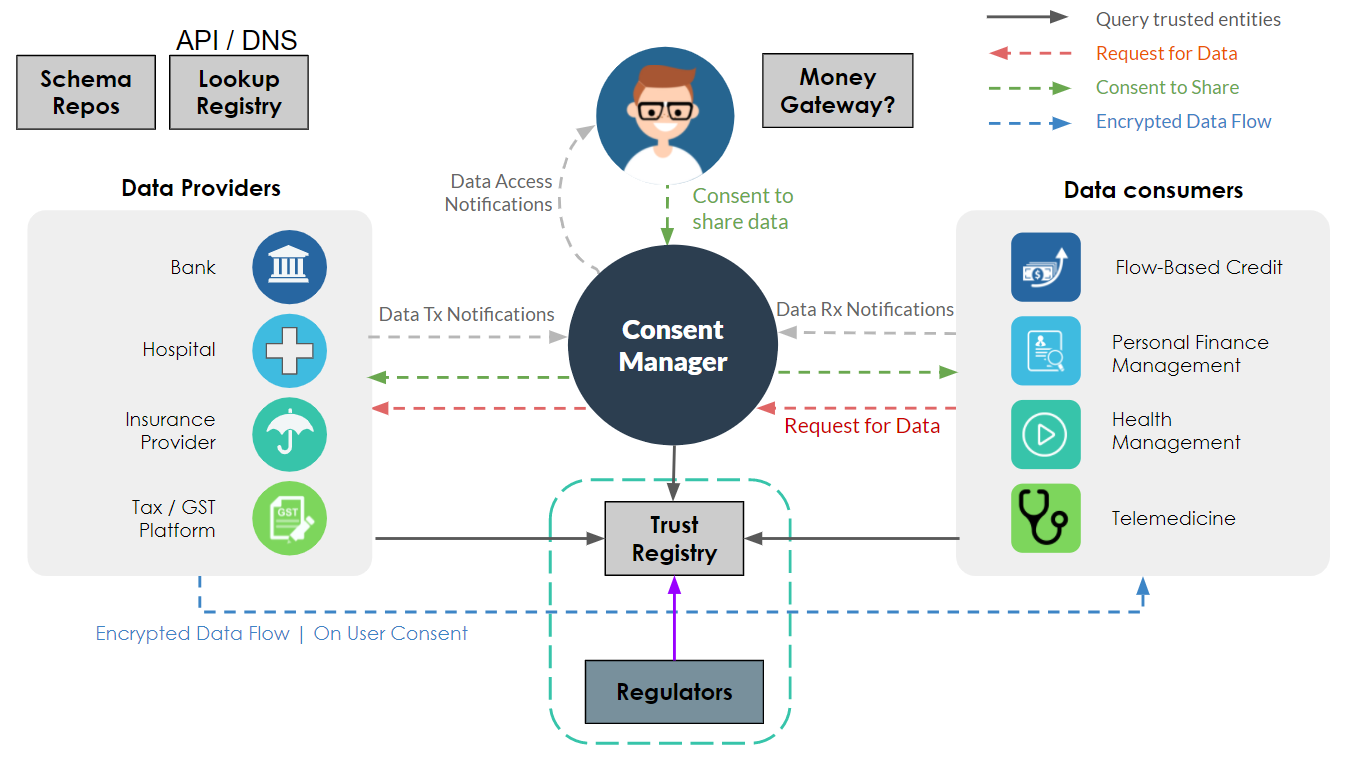 API / DNS
Schema
Repos
Lookup
Registry
Money
Gateway?
Query trusted entities
Request for Data
Consent to Share
Encrypted Data Flow
Data Providers
Data Access
Notifications
Consent to
share data
Data consumers
Bank
Hospital
Insurance
Provider
Tax / GST
Platform
GST
Data Tx Notifications
Consent
Manager
Data Rx Notifications
Request for Data
Flow-Based Credit
Personal Finance
Management
Health
Management
Telemedicine
Trust
Registry
Encrypted Data Flow | On User Consent
Regulators